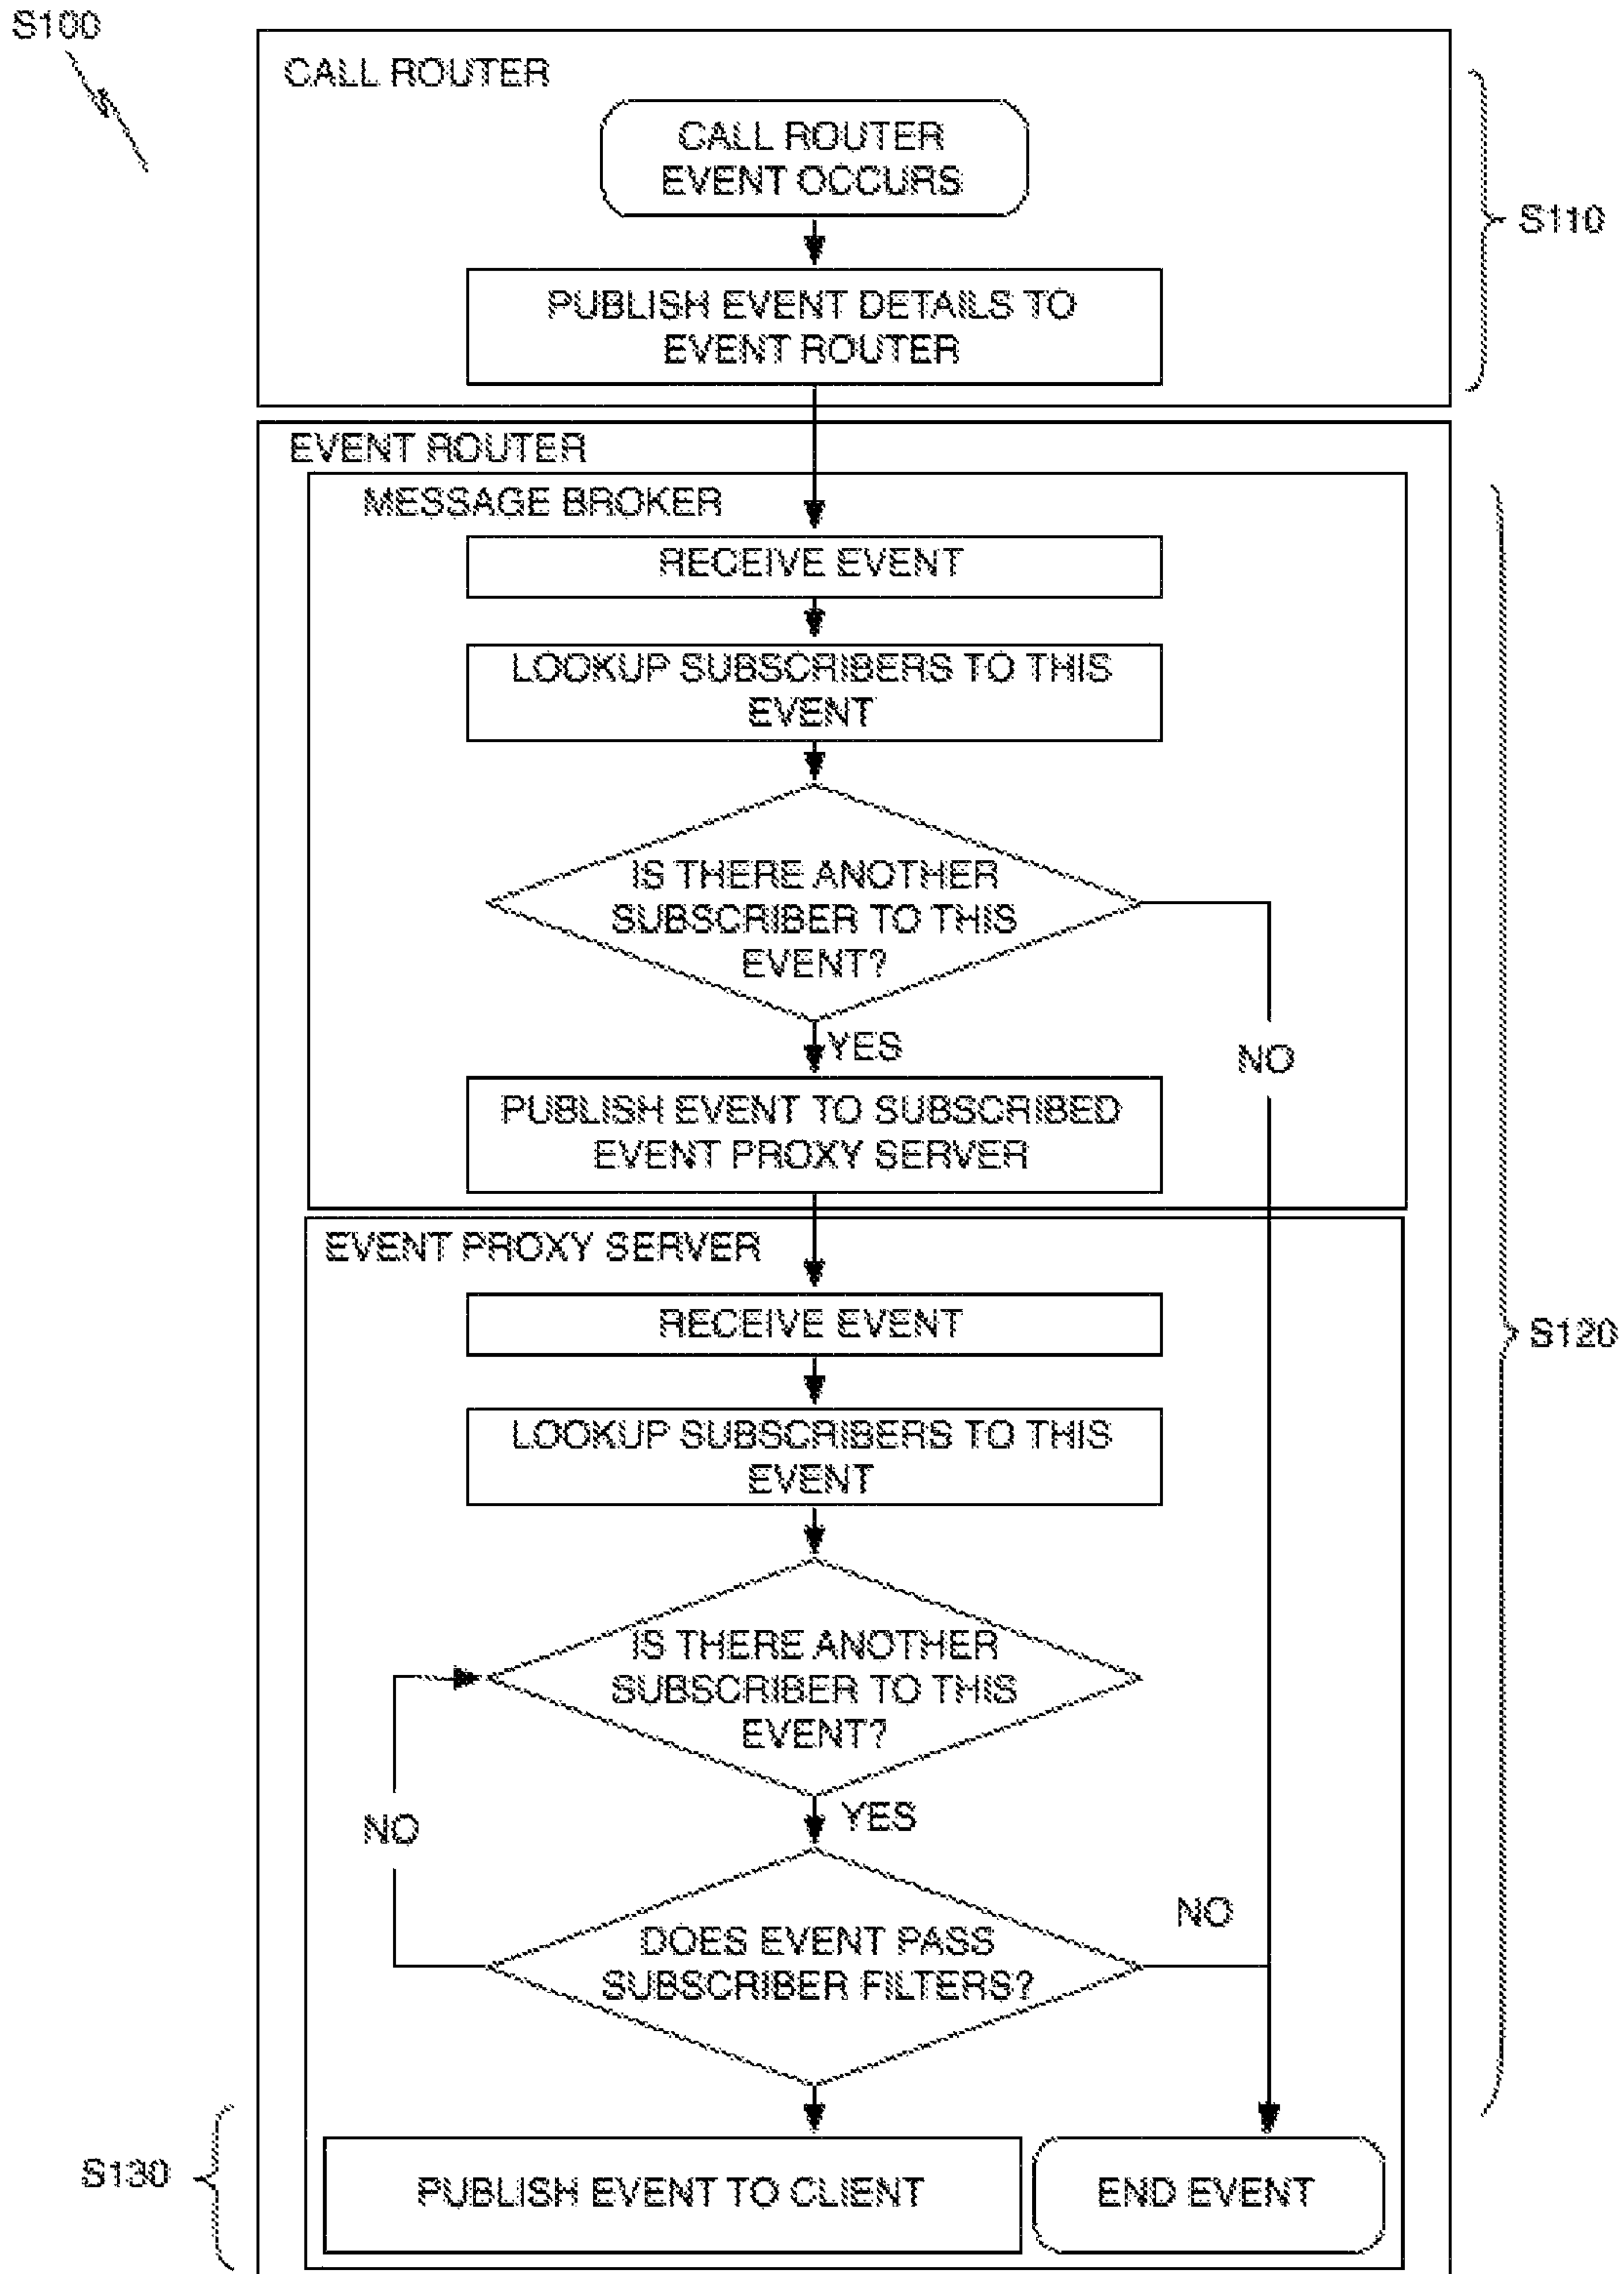 S100
CALL ROUTER
CALL ROUTER
EVENT OCCURS
S110
PUBLISH EVENT DETAILS TO
EVENT ROUTER
EVENT ROUTER
MESSAGE BROKER
RECEIVE EVENT
LOOKUP SUBSCRIBERS TO THIS
EVENT
IS THERE ANOTHER
SUBSCRIBER TO THIS
EVENT?
YES
NO
PUBLISH EVENT TO SUBSCRIBED
EVENT PROXY SERVER
EVENT PROXY SERVER
RECEIVE EVENT
S120
LOOKUP SUBSCRIBERS TO THIS
EVENT
IS THERE ANOTHER
SUBSCRIBER TO THIS
EVENT?
YES
NO
NO
DOES EVENT PASS
SUBSCRIBER FILTERS?
S130
PUBLISH EVENT TO CLIENT
END EVENT